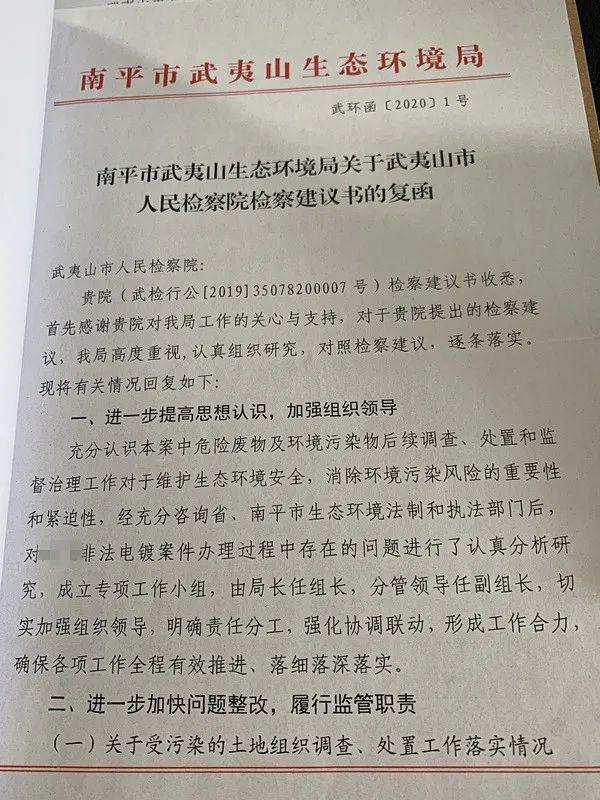 南平市武夷山生态环境局
武环函〔2020〕1号
南平市武夷山生态环境局关于武夷山市
人民检察院检察建议书的复函
武夷山市人民检察院：
贵院（武检行公[2019]35078200007号）检察建议书收悉，
首先感谢贵院对我局工作的关心与支持，对于贵院提出的检察建
议，我局高度重视，认真组织研究，对照检察建议，逐条落实。
现将有关情况回复如下：
一、进一步提高思想认识，加强组织领导
充分认识本案中危险废物及环境污染物后续调查、处置和监
督治理工作对于维护生态环境安全，消除环境污染风险的重要性
和紧迫性，经充分咨询省、南平市生态环境法制和执法部门后，
对非法电镀案件办理过程中存在的问题进行了认真分析研
究，成立专项工作小组，由局长任组长，分管领导任副组长，切
实加强组织领导，明确责任分工，强化协调联动，形成工作合力，
确保各项工作全程有效推进、落细落深落实。
二、进一步加快问题整改，履行监管职责
（一）关于受污染的土地组织调查、处置工作落实情况